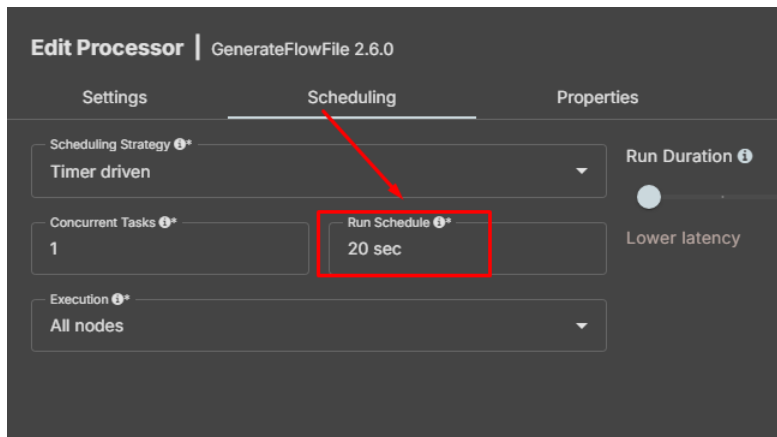 Edit Processor | GenerateFlowFile 2.6.0
Settings Scheduling Properties
Scheduling Strategy *
Timer driven
Run Duration
Concurrent Tasks *
1
Run Schedule *
20 sec
Lower latency
Execution *
All nodes